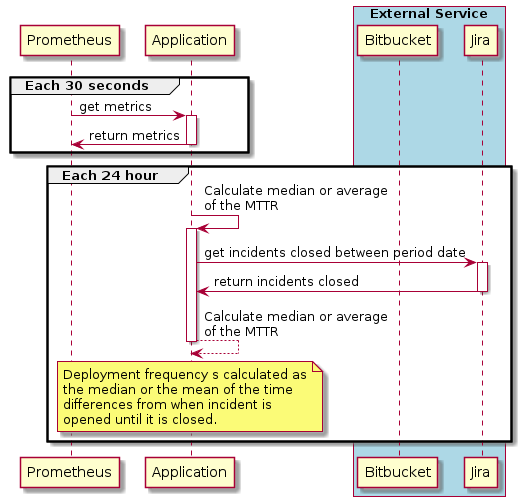 External Service
Prometheus
Application
Bitbucket
Jira
Each 30 seconds
get metrics
return metrics
Each 24 hour
Calculate median or average
of the MTTR
get incidents closed between period date
return incidents closed
Calculate median or average
of the MTTR
Deployment frequency s calculated as
the median or the mean of the time
differences from when incident is
opened until it is closed.
Prometheus
Application
Bitbucket
Jira